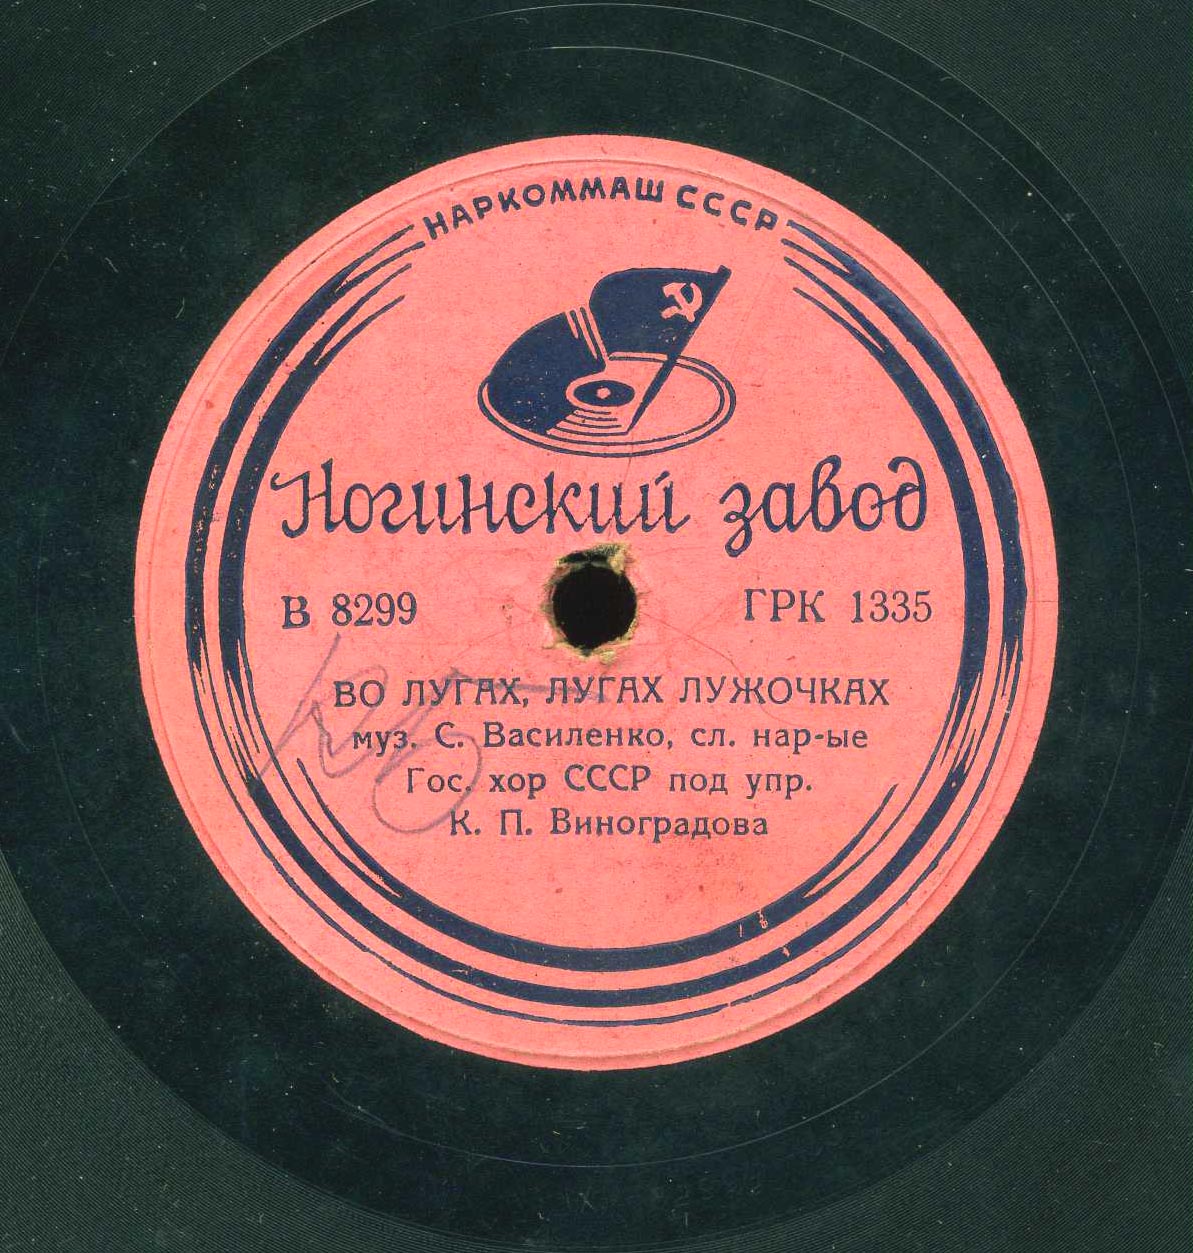 НАРКОММАШ СССР
Ногинский завод
В 8299 ГРК 1335
ВО ЛУГАХ, ЛУГАХ ЛУЖОЧКАХ
муз. С. Василенко, сл. нар-ые
Гос. хор СССР под упр.
К. П. Виноградова